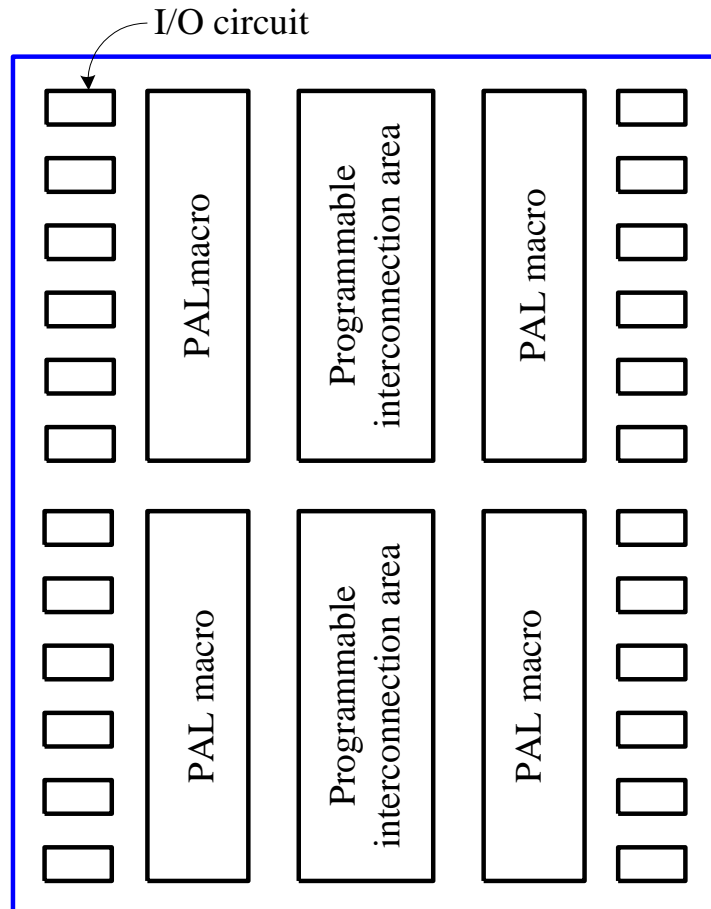 I/O circuit
PALmacro
Programmable
interconnection area
PAL macro
PAL macro
Programmable
interconnection area
PAL macro